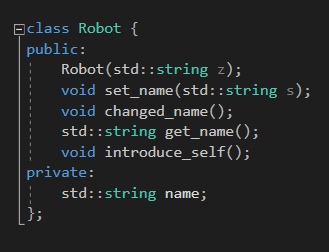 class Robot {
public:
    Robot(std::string z);
    void set_name(std::string s);
    void changed_name();
    std::string get_name();
    void introduce_self();
private:
    std::string name;
};